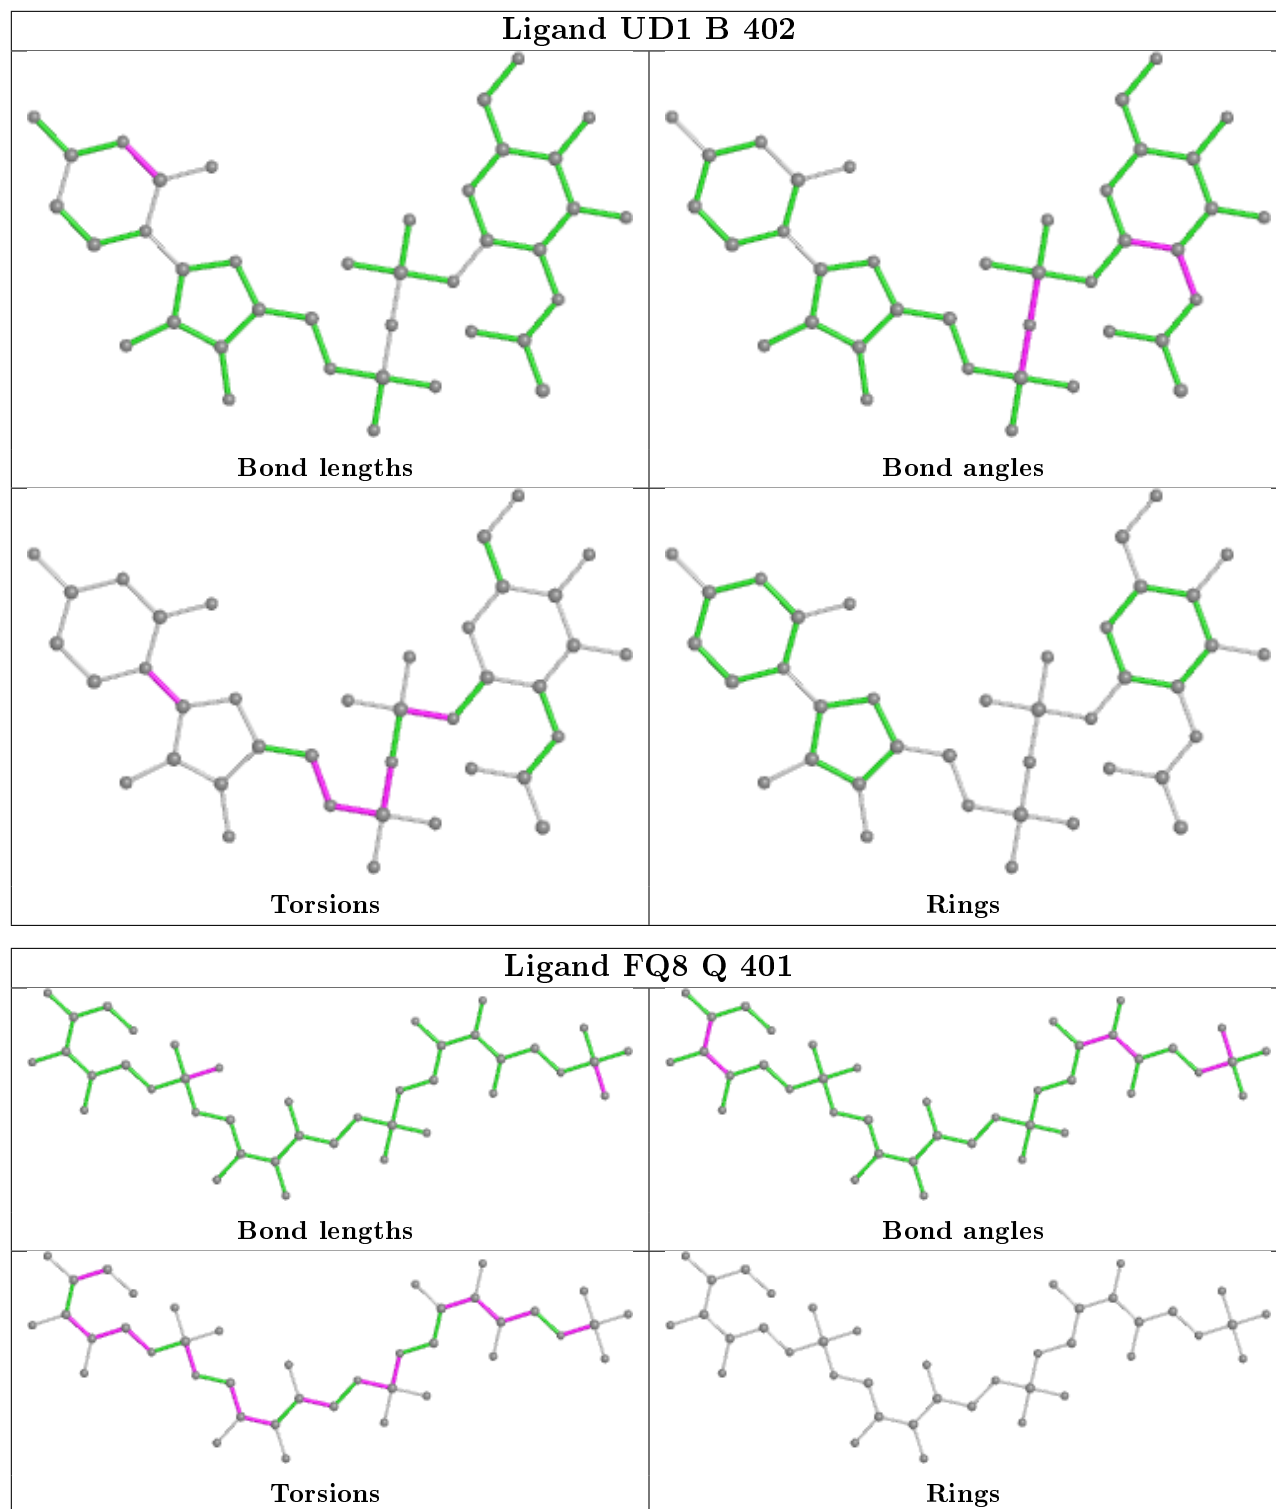 Ligand UD1 B 402
Bond lengths
Bond angles
Torsions
Rings
Ligand FQ8 Q 401
Bond lengths
Bond angles
Torsions
Rings